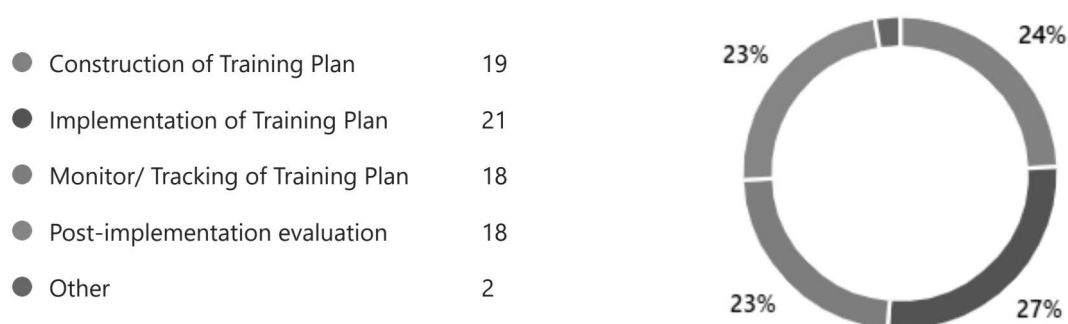 Construction of Training Plan 19
Implementation of Training Plan 21
Monitor/ Tracking of Training Plan 18
Post-implementation evaluation 18
Other 2
23%
24%
23%
27%